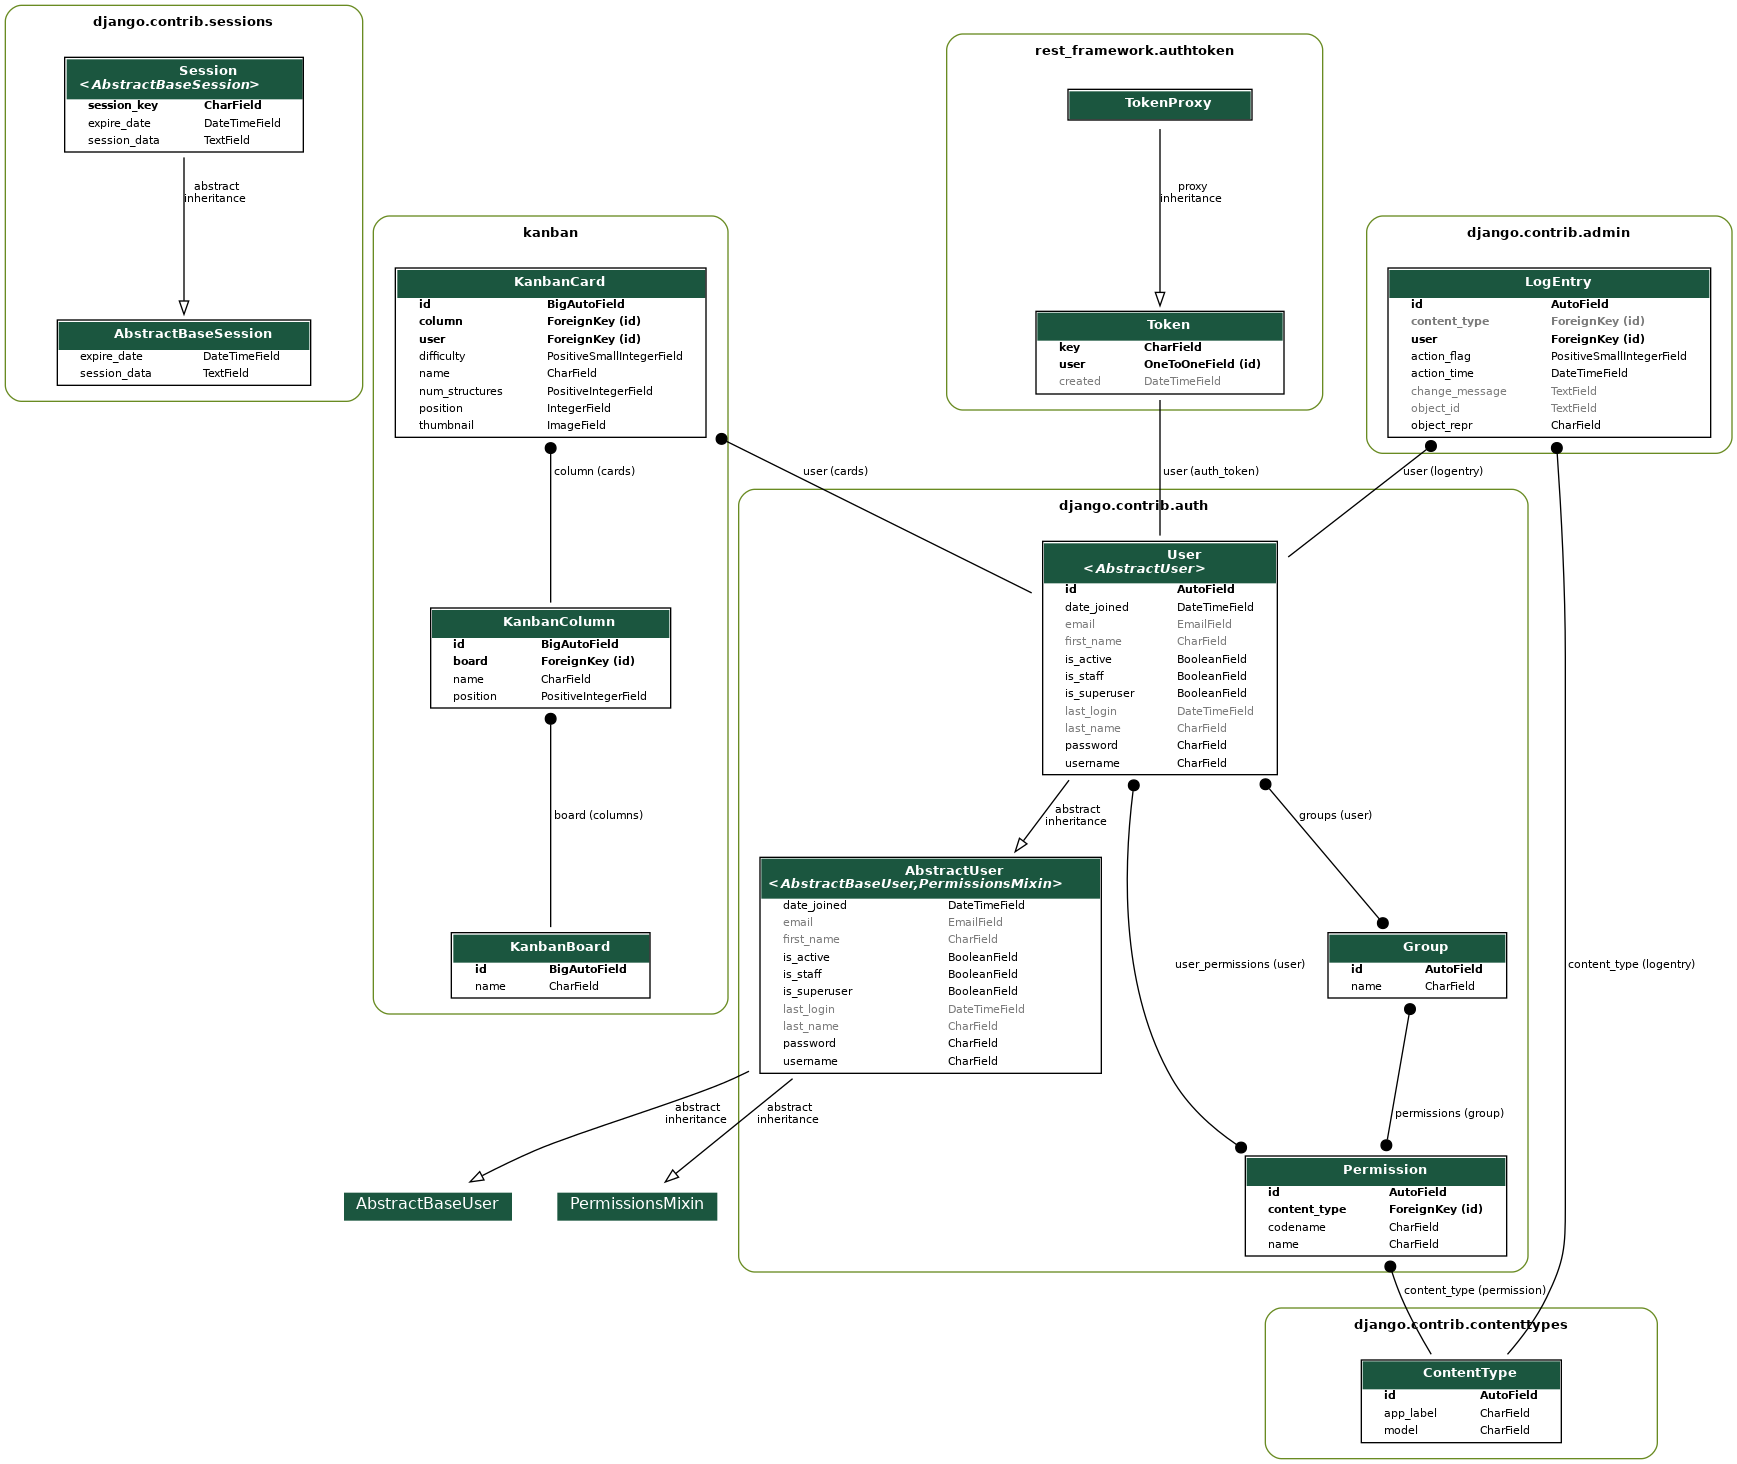 django.contrib.sessions
Session
<AbstractBaseSession>
session_key CharField
expire_date DateTimeField
session_data TextField
abstract
inheritance
AbstractBaseSession
expire_date DateTimeField
session_data TextField
kanban
KanbanCard
id BigAutoField
column ForeignKey (id)
user ForeignKey (id)
difficulty PositiveSmallIntegerField
name CharField
num_structures PositiveIntegerField
position IntegerField
thumbnail ImageField
column (cards)
user (cards)
KanbanColumn
id BigAutoField
board ForeignKey (id)
name CharField
position PositiveIntegerField
board (columns)
KanbanBoard
id BigAutoField
name CharField
rest_framework.authtoken
TokenProxy
proxy
inheritance
Token
key CharField
user OneToOneField (id)
created DateTimeField
user (auth_token)
django.contrib.admin
LogEntry
id AutoField
content_type ForeignKey (id)
user ForeignKey (id)
action_flag PositiveSmallIntegerField
action_time DateTimeField
change_message TextField
object_id TextField
object_repr CharField
user (logentry)
content_type (logentry)
django.contrib.auth
User
<AbstractUser>
id AutoField
date_joined DateTimeField
email EmailField
first_name CharField
is_active BooleanField
is_staff BooleanField
is_superuser BooleanField
last_login DateTimeField
last_name CharField
password CharField
username CharField
abstract
inheritance
groups (user)
user_permissions (user)
AbstractUser
<AbstractBaseUser,PermissionsMixin>
date_joined DateTimeField
email EmailField
first_name CharField
is_active BooleanField
is_staff BooleanField
is_superuser BooleanField
last_login DateTimeField
last_name CharField
password CharField
username CharField
abstract
inheritance
abstract
inheritance
AbstractBaseUser
PermissionsMixin
Group
id AutoField
name CharField
permissions (group)
Permission
id AutoField
content_type ForeignKey (id)
codename CharField
name CharField
content_type (permission)
django.contrib.contenttypes
ContentType
id AutoField
app_label CharField
model CharField